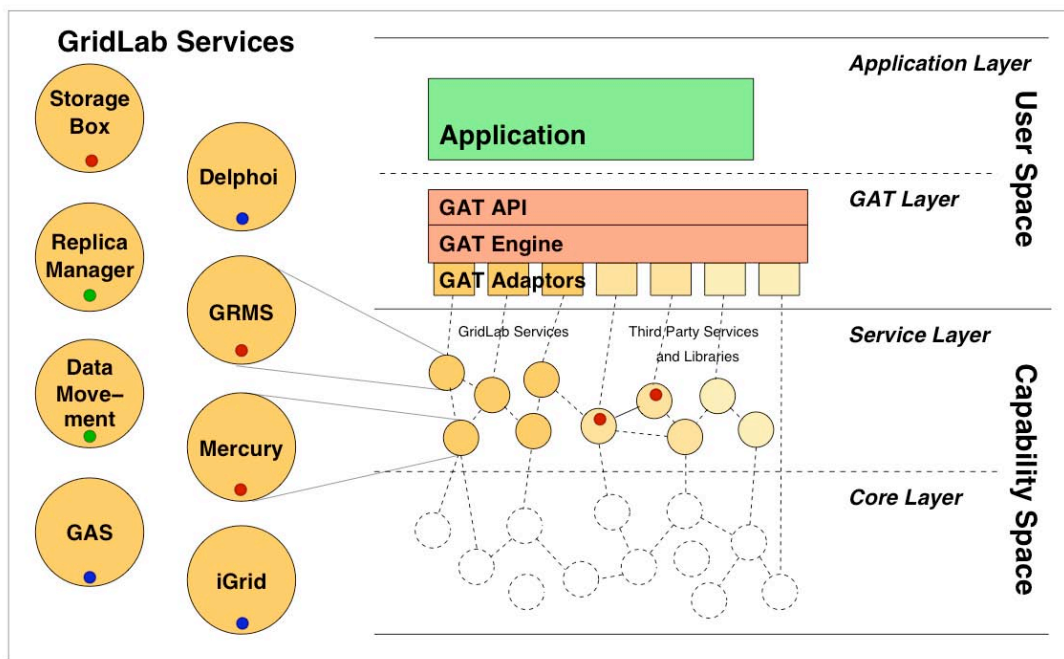 GridLab Services
Storage
Box
Delphoi
Replica
Manager
GRMS
Data
Move–
ment
Mercury
GAS
iGrid
Application Layer
Application
GAT Layer
GAT API
GAT Engine
GAT Adaptors
User Space
GridLab Services
Third Party Services
and Libraries
Service Layer
Core Layer
Capability Space